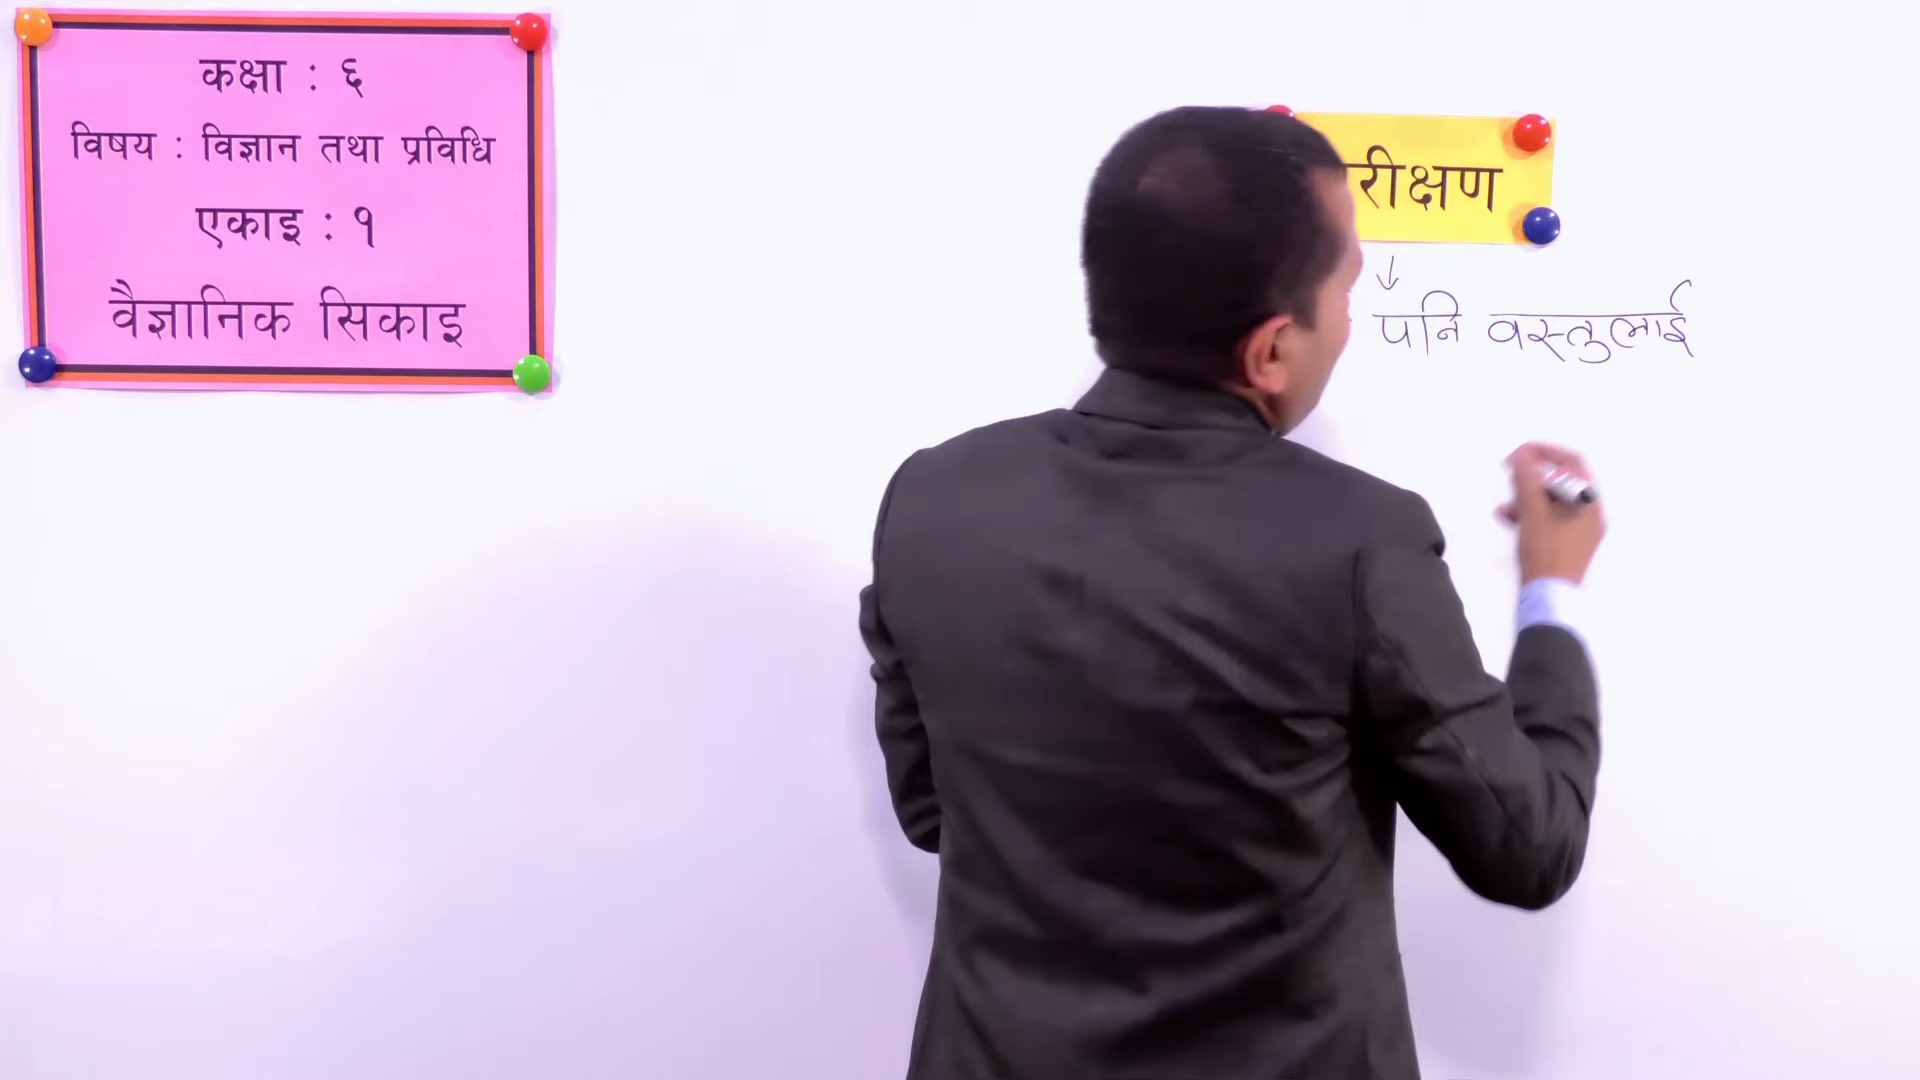 कक्षा : ६
विषय : विज्ञान तथा प्रविधि
एकाइ : १
वैज्ञानिक सिकाइ
रीक्षण
पनि वस्तुलाई